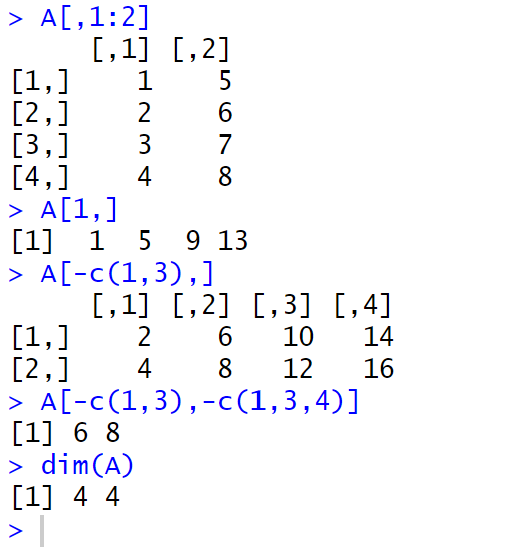 > A[,1:2]
     [,1] [,2]
[1,]    1    5
[2,]    2    6
[3,]    3    7
[4,]    4    8
> A[1,]
[1]  1  5  9 13
> A[-c(1,3),]
     [,1] [,2] [,3] [,4]
[1,]    2    6   10   14
[2,]    4    8   12   16
> A[-c(1,3),-c(1,3,4)]
[1] 6 8
> dim(A)
[1] 4 4
>